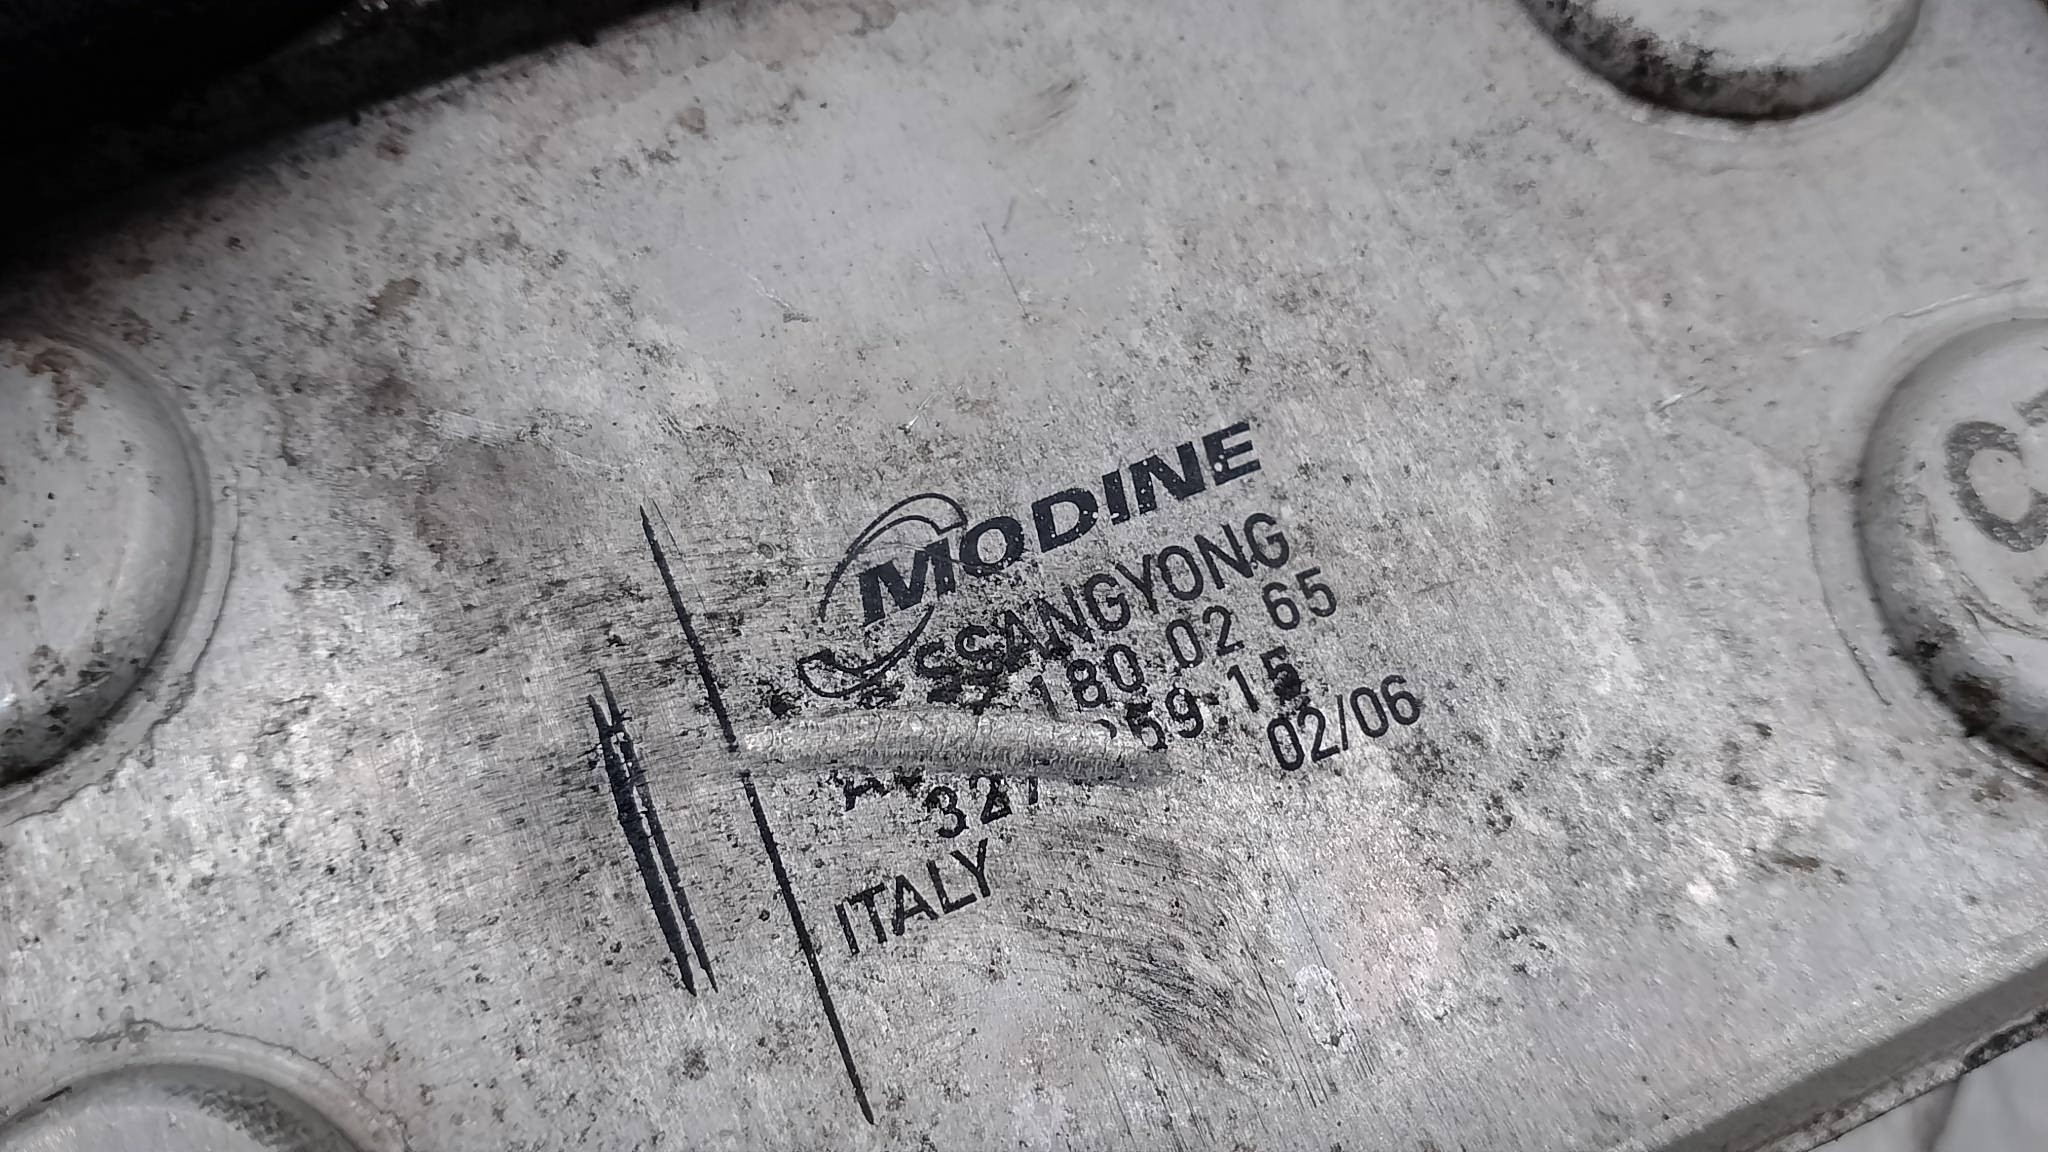 MODINE
SSANGYONG
180 02 65
59.15
02/06
ITALY